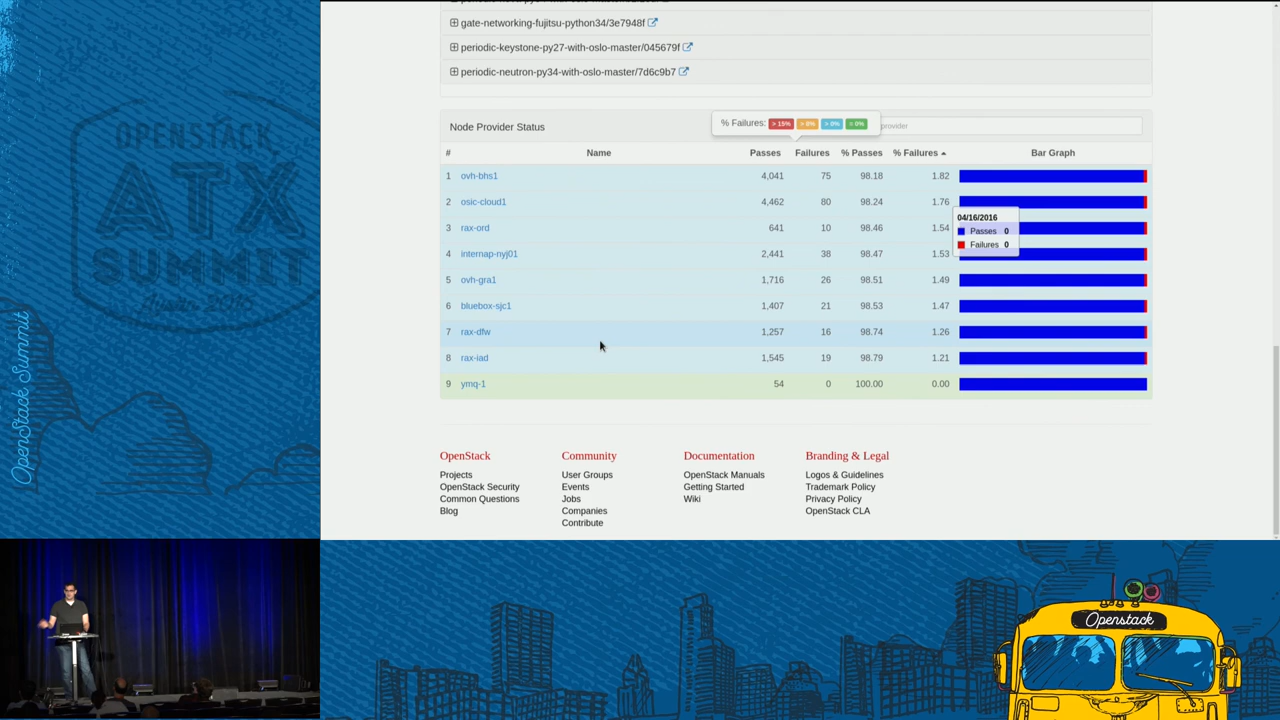 gate-networking-fujitsu-python34/3e7948f
periodic-keystone-py27-with-oslo-master/045679f
periodic-neutron-py34-with-oslo-master/7d6c9b7
Node Provider Status
% Failures: > 15% > 8% > 0% = 0%
provider
# Name Passes Failures % Passes % Failures Bar Graph
1 ovh-bhs1 4,041 75 98.18 1.82
2 osic-cloud1 4,462 80 98.24 1.76
3 rax-ord 641 10 98.46 1.54
4 internap-nyj01 2,441 38 98.47 1.53
5 ovh-gra1 1,716 26 98.51 1.49
6 bluebox-sjc1 1,407 21 98.53 1.47
7 rax-dfw 1,257 16 98.74 1.26
8 rax-iad 1,545 19 98.79 1.21
9 ymq-1 54 0 100.00 0.00
04/16/2016
Passes 0
Failures 0
OpenStack
Projects
OpenStack Security
Common Questions
Blog
Community
User Groups
Events
Jobs
Companies
Contribute
Documentation
OpenStack Manuals
Getting Started
Wiki
Branding & Legal
Logos & Guidelines
Trademark Policy
Privacy Policy
OpenStack CLA
OpenStack Summit
ATX
SUMMIT
Openstack